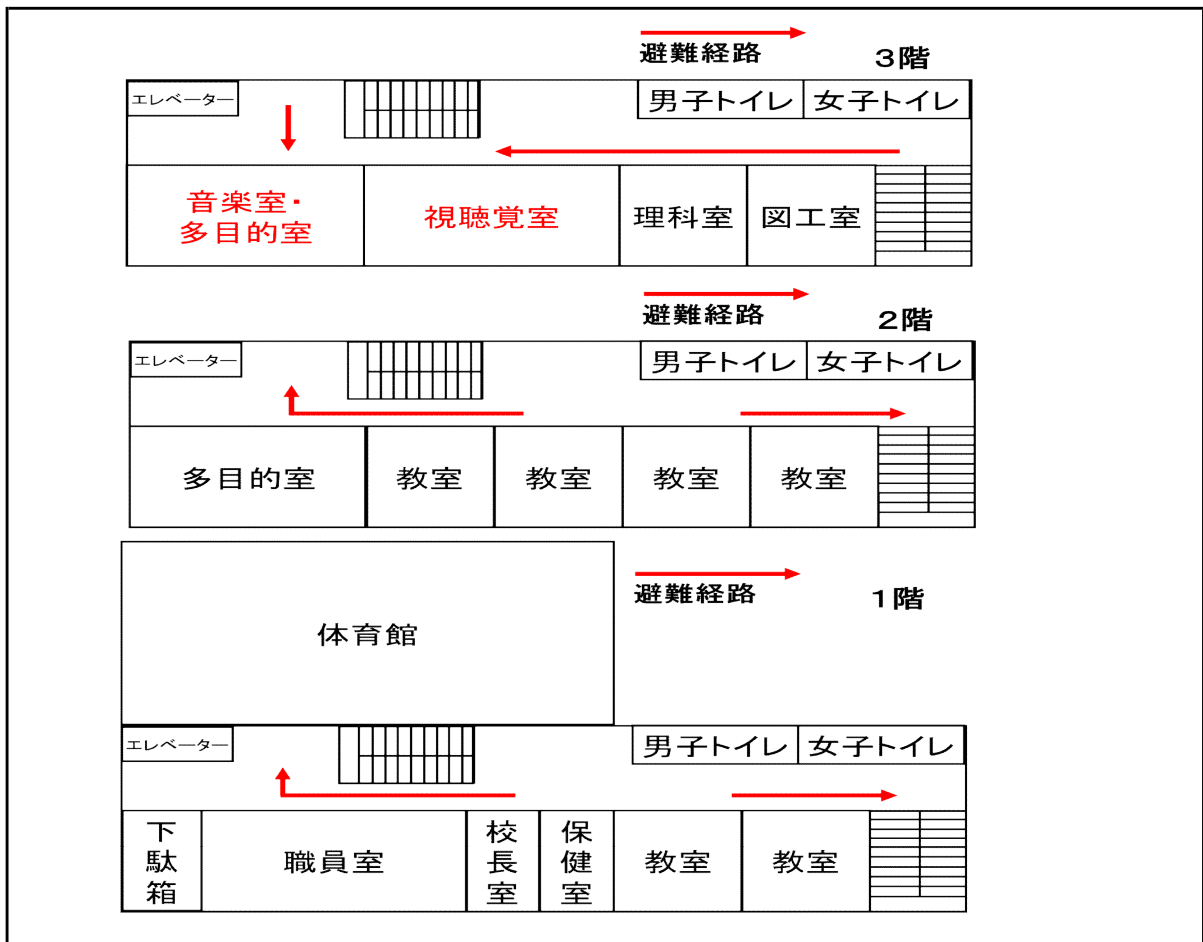 避難経路
3階
エレベーター
男子トイレ
女子トイレ
音楽室・
多目的室
視聴覚室
理科室
図工室
避難経路
2階
エレベーター
男子トイレ
女子トイレ
多目的室
教室
教室
教室
教室
避難経路
1階
体育館
エレベーター
男子トイレ
女子トイレ
下駄箱
職員室
校長室
保健室
教室
教室